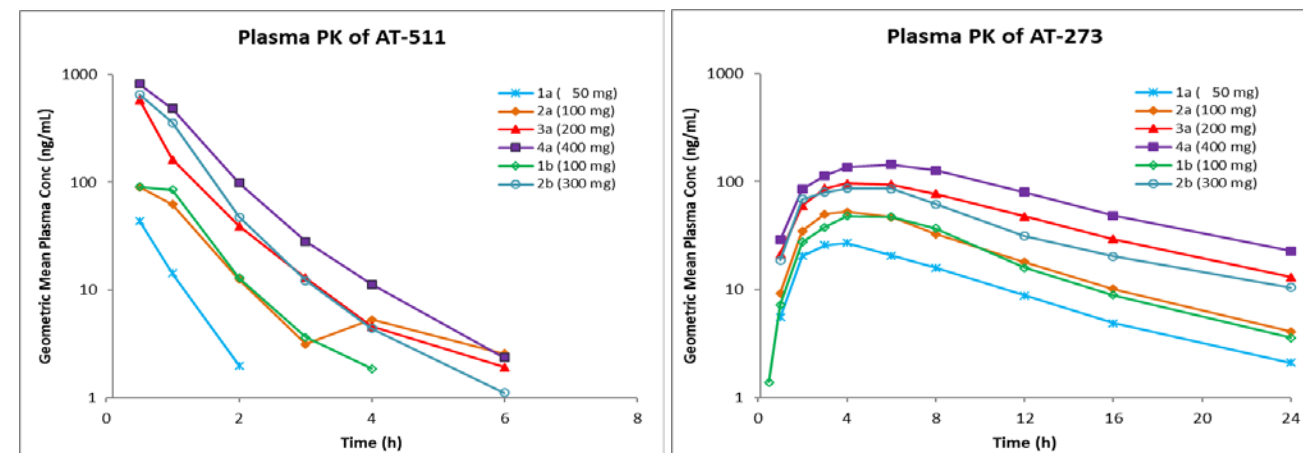 Plasma PK of AT-511
Geometric Mean Plasma Conc (ng/mL)
1000
100
10
1
0
2
4
6
8
Time (h)
1a (   50 mg)
2a (100 mg)
3a (200 mg)
4a (400 mg)
1b (100 mg)
2b (300 mg)
Plasma PK of AT-273
Geometric Mean Plasma Conc (ng/mL)
1000
100
10
1
0
4
8
12
16
20
24
Time (h)
1a (   50 mg)
2a (100 mg)
3a (200 mg)
4a (400 mg)
1b (100 mg)
2b (300 mg)